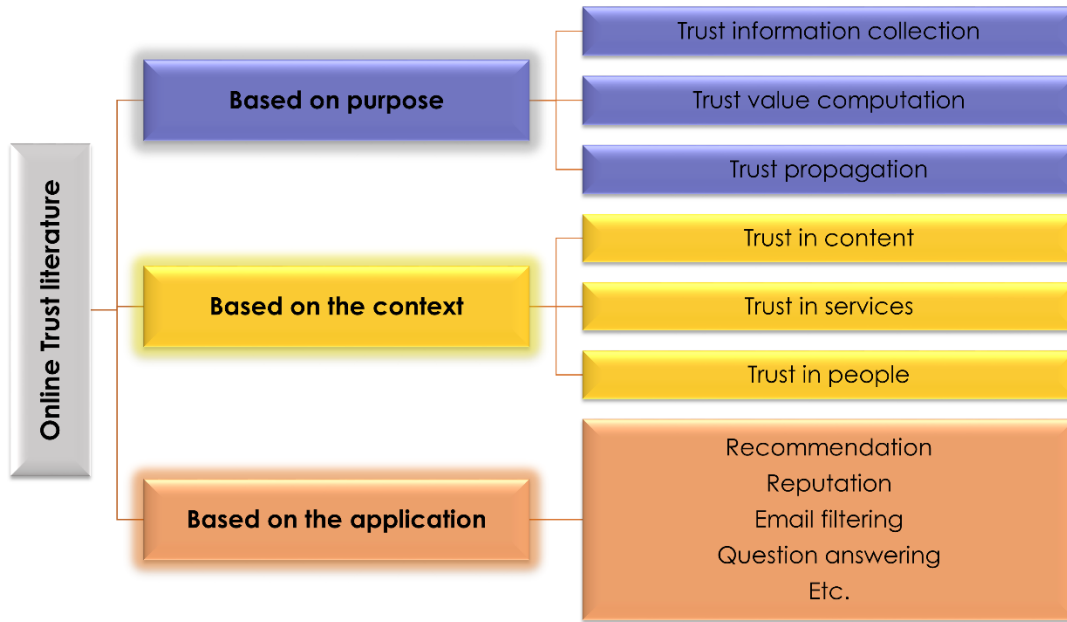 Online Trust literature
Based on purpose
Trust information collection
Trust value computation
Trust propagation
Based on the context
Trust in content
Trust in services
Trust in people
Based on the application
Recommendation
Reputation
Email filtering
Question answering
Etc.